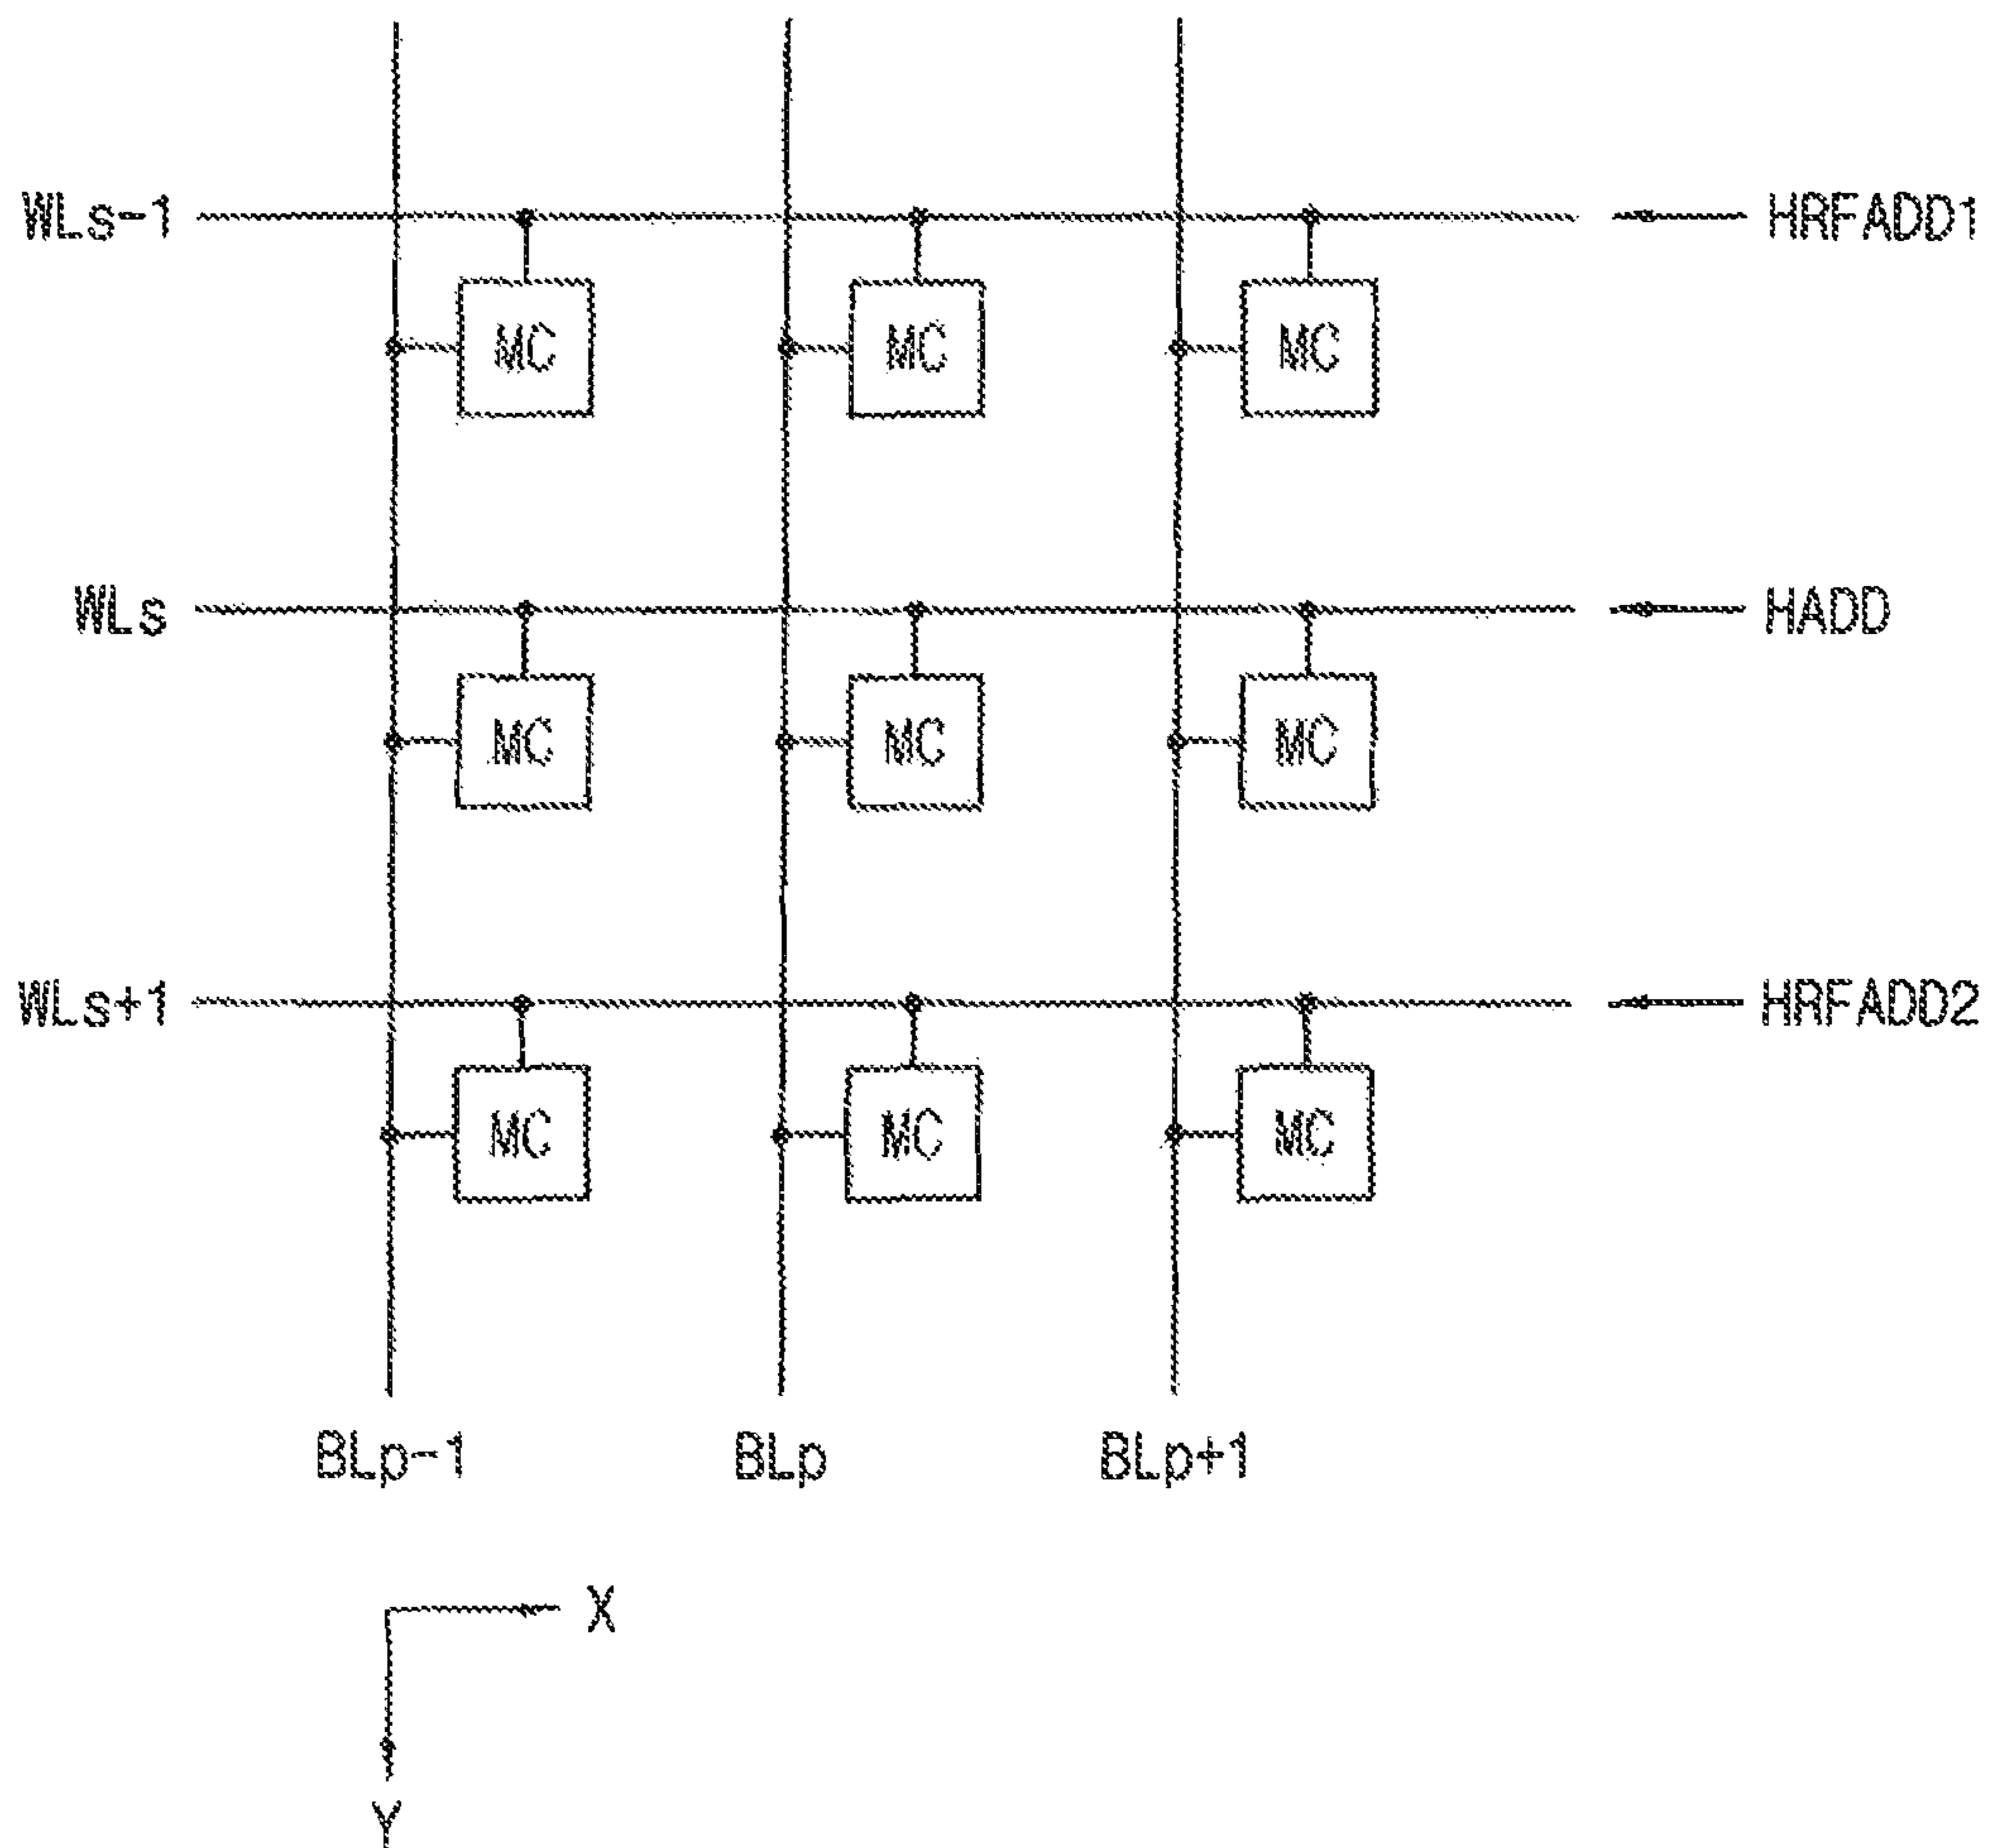 WLs-1 HRFADD1
MC MC MC
WLs HADD
MC MC MC
WLs+1 HRFADD2
MC MC MC
BLp-1 BLp BLp+1
X
Y